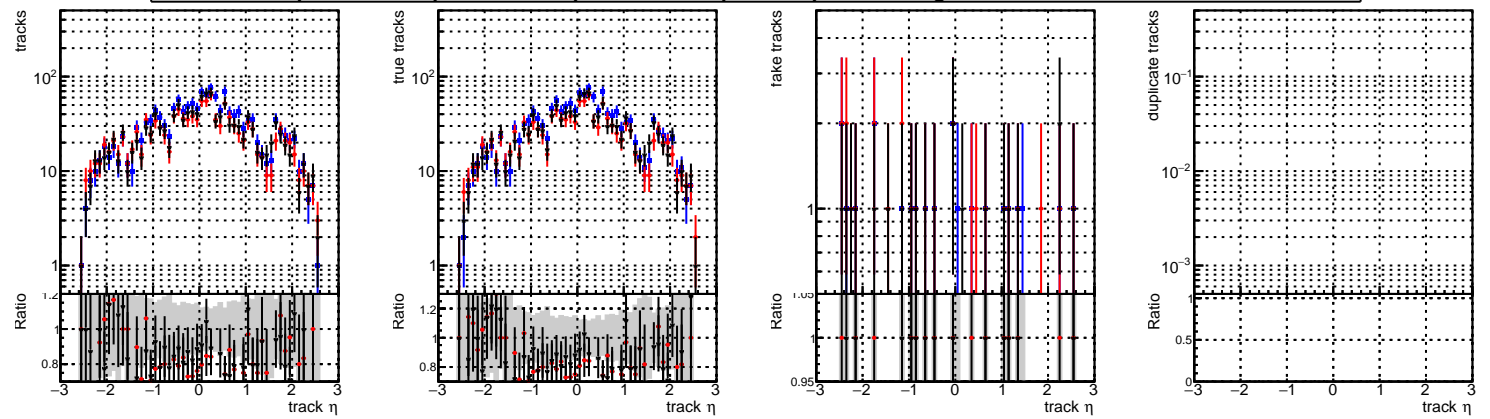 tracks
10²
10
1
1.2
1
0.8
Ratio
−3 −2 −1 0 1 2 3
track η
true tracks
10²
10
1
1.2
1
0.8
Ratio
−3 −2 −1 0 1 2 3
track η
fake tracks
1
1.05
1
0.95
Ratio
−3 −2 −1 0 1 2 3
track η
duplicate tracks
10⁻¹
10⁻²
10⁻³
1
0.5
0
Ratio
−3 −2 −1 0 1 2 3
track η